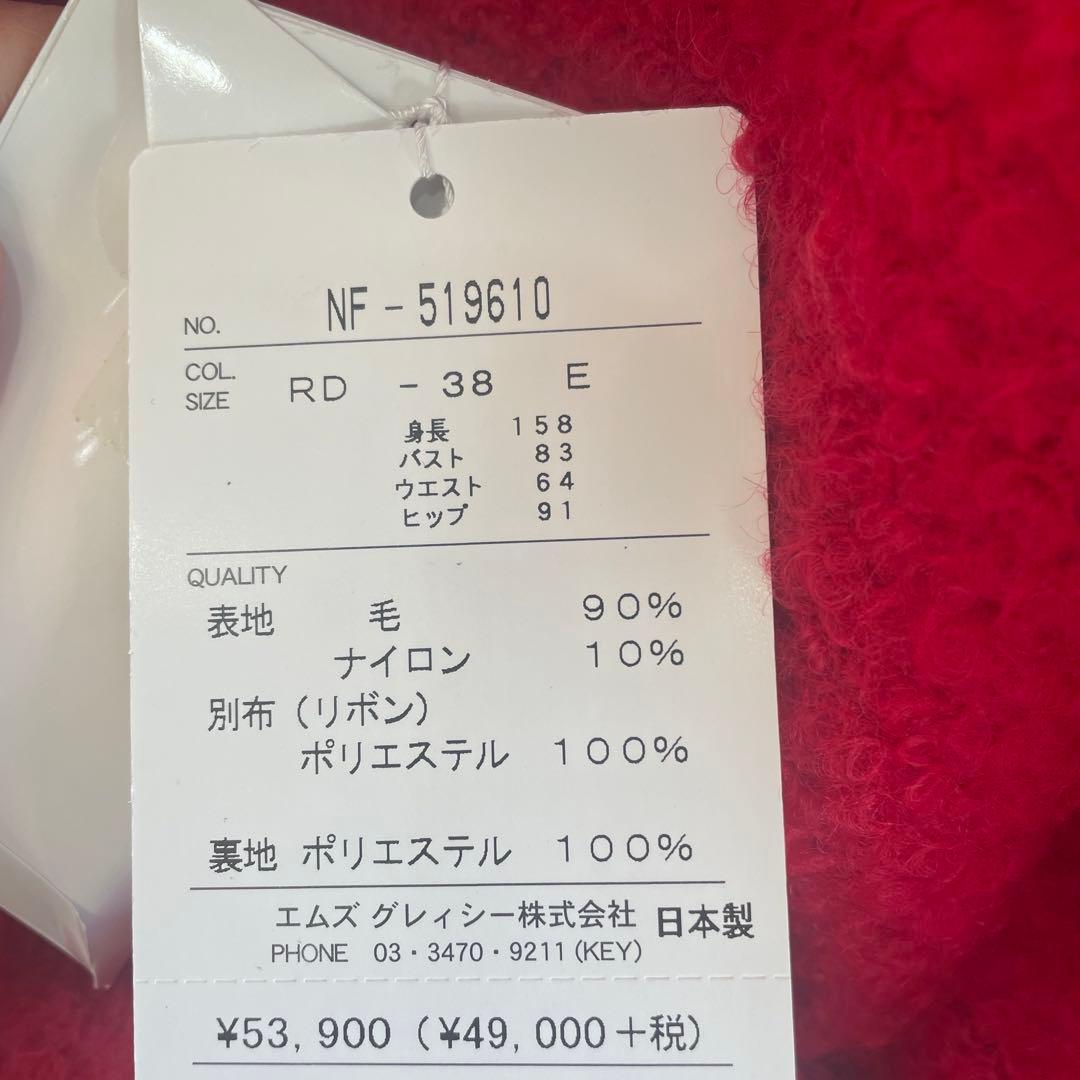 NO. NF-519610
COL. SIZE RD - 38 E
身長 158
バスト 83
ウエスト 64
ヒップ 91
QUALITY
表地 毛 90%
ナイロン 10%
別布(リボン)
ポリエステル 100%
裏地 ポリエステル 100%
エムズ グレィシー株式会社 日本製
PHONE 03・3470・9211(KEY)
¥53,900(¥49,000+税)